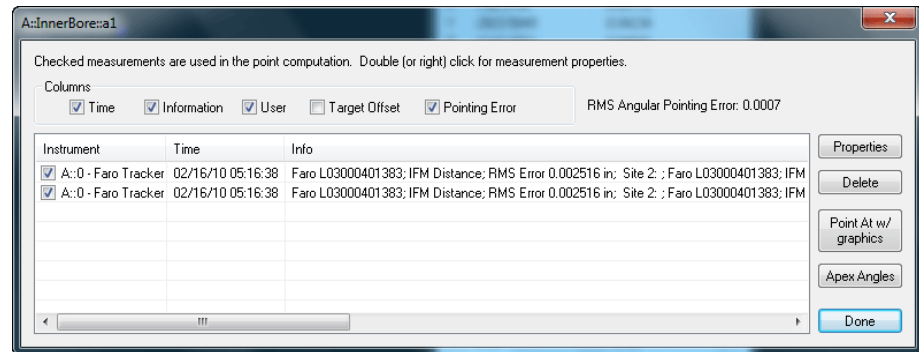 A::InnerBore::a1
Checked measurements are used in the point computation. Double (or right) click for measurement properties.
Columns
Time Information User Target Offset Pointing Error
RMS Angular Pointing Error: 0.0007
Instrument Time Info
A::0 - Faro Tracker 02/16/10 05:16:38 Faro L03000401383; IFM Distance; RMS Error 0.002516 in; Site 2: ; Faro L03000401383; IFM
A::0 - Faro Tracker 02/16/10 05:16:38 Faro L03000401383; IFM Distance; RMS Error 0.002516 in; Site 2: ; Faro L03000401383; IFM
Properties
Delete
Point At w/
graphics
Apex Angles
Done